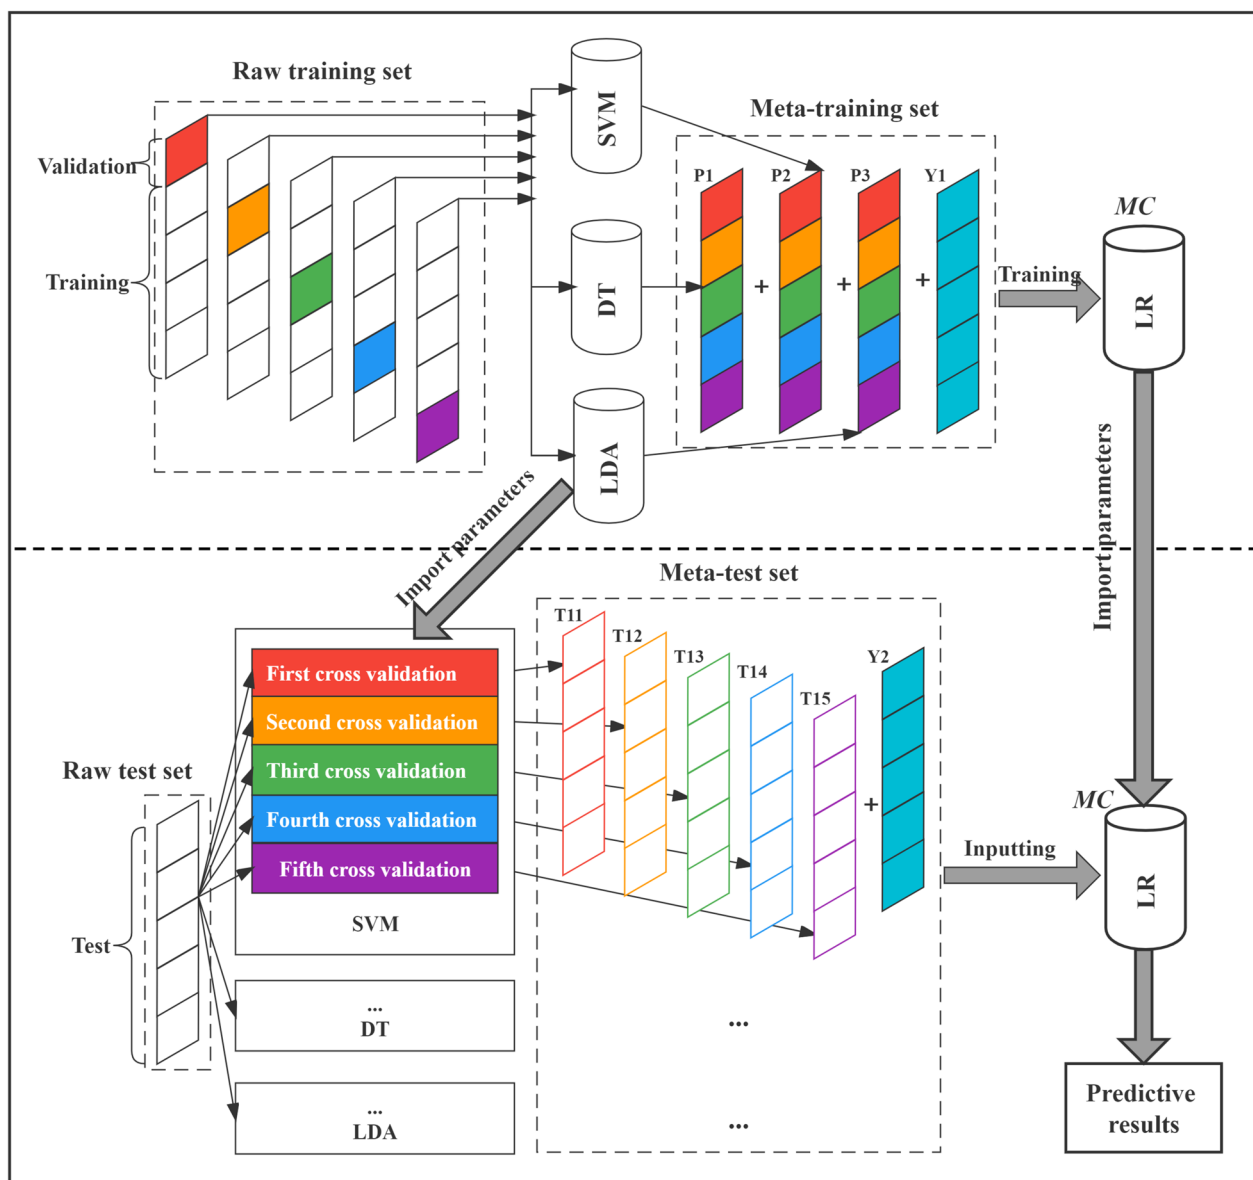 Raw training set
Validation
Training
SVM
DT
LDA
Meta-training set
P1
P2
P3
Y1
+
+
+
Training
MC
LR
Import parameters
Import parameters
Meta-test set
First cross validation
Second cross validation
Third cross validation
Fourth cross validation
Fifth cross validation
SVM
Raw test set
Test
...
DT
...
LDA
T11
T12
T13
T14
T15
+
Y2
...
...
Inputting
MC
LR
Predictive
results